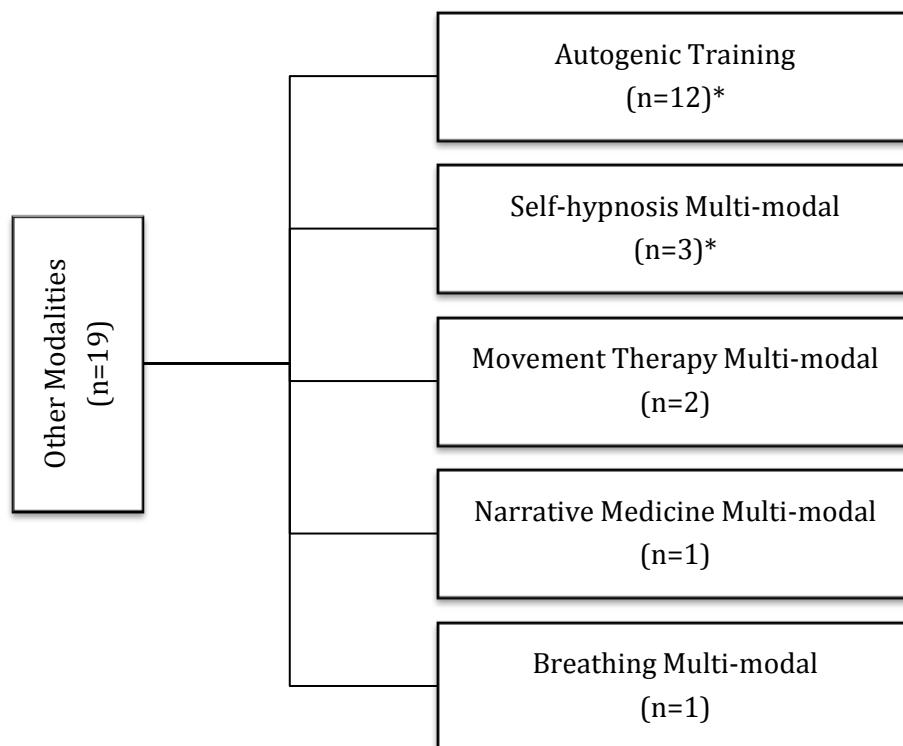 Other Modalities
(n=19)
Autogenic Training
(n=12)*
Self-hypnosis Multi-modal
(n=3)*
Movement Therapy Multi-modal
(n=2)
Narrative Medicine Multi-modal
(n=1)
Breathing Multi-modal
(n=1)